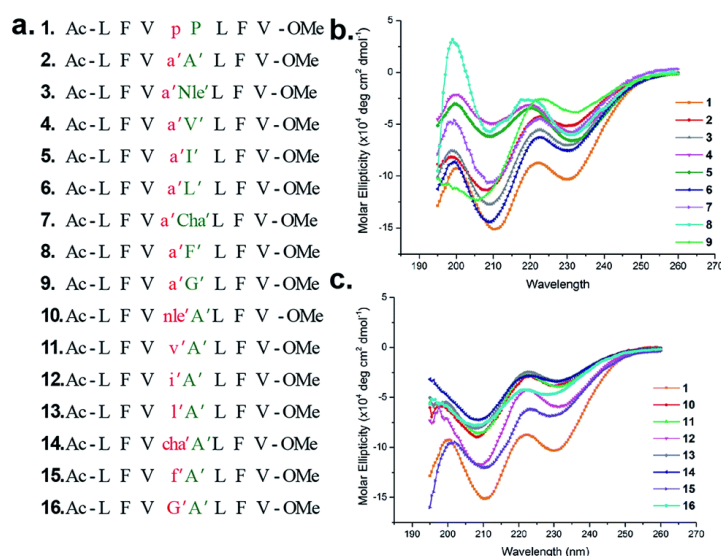 a.
1. Ac-L F V p P L F V-OMe
2. Ac-L F V a′A′ L F V-OMe
3. Ac-L F V a′Nle′L F V-OMe
4. Ac-L F V a′V′ L F V-OMe
5. Ac-L F V a′I′ L F V-OMe
6. Ac-L F V a′L′ L F V-OMe
7. Ac-L F V a′Cha′L F V-OMe
8. Ac-L F V a′F′ L F V-OMe
9. Ac-L F V a′G′ L F V-OMe
10. Ac-L F V nle′A′L F V -OMe
11. Ac-L F V v′A′ L F V-OMe
12. Ac-L F V i′A′ L F V-OMe
13. Ac-L F V l′A′ L F V-OMe
14. Ac-L F V cha′A′L F V-OMe
15. Ac-L F V f′A′ L F V-OMe
16. Ac-L F V G′A′ L F V-OMe
b.
Molar Ellipticity (x10⁴ deg cm² dmol⁻¹)
5
0
-5
-10
-15
190 200 210 220 230 240 250 260 270
Wavelength
1
2
3
4
5
6
7
8
9
c.
Molar Ellipticity (x10⁴ deg cm² dmol⁻¹)
5
0
-5
-10
-15
190 200 210 220 230 240 250 260 270
Wavelength (nm)
1
10
11
12
13
14
15
16